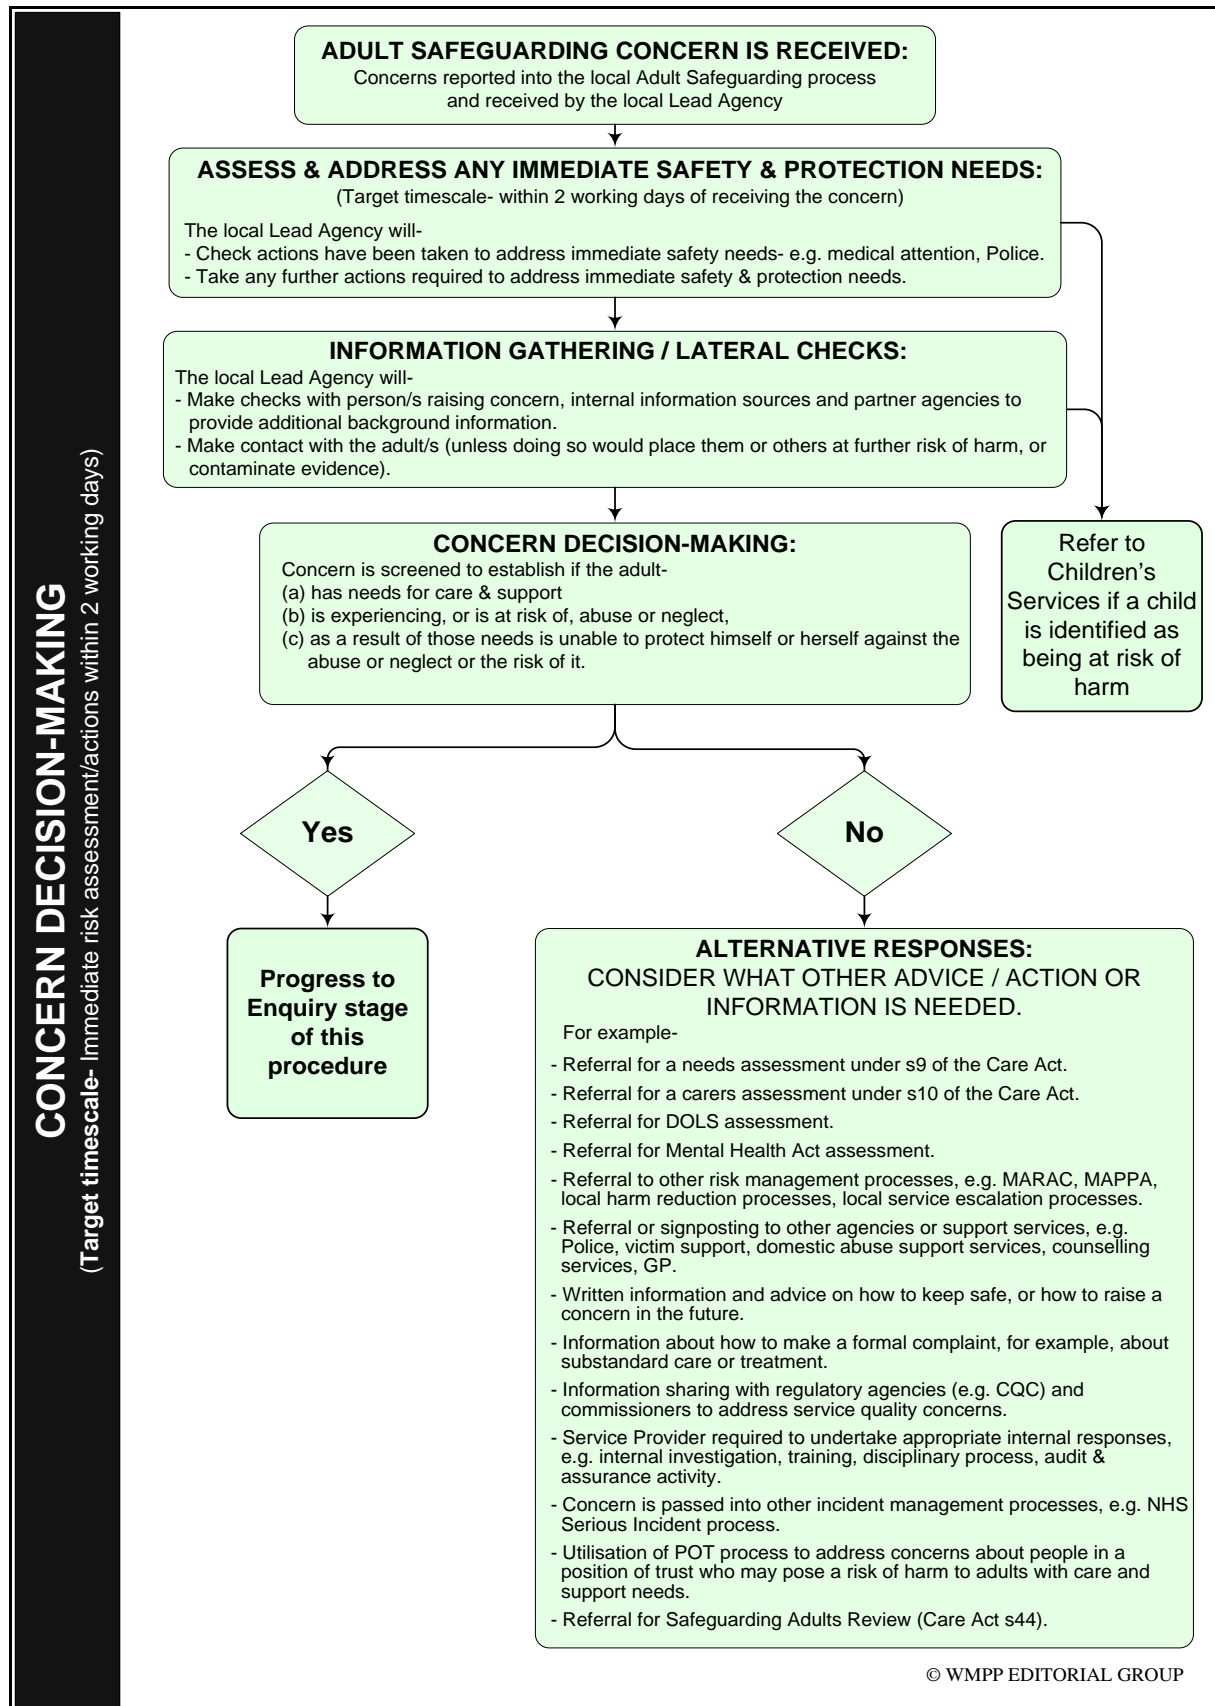 CONCERN DECISION-MAKING
(Target timescale- Immediate risk assessment/actions within 2 working days)
ADULT SAFEGUARDING CONCERN IS RECEIVED:
Concerns reported into the local Adult Safeguarding process
and received by the local Lead Agency
ASSESS & ADDRESS ANY IMMEDIATE SAFETY & PROTECTION NEEDS:
(Target timescale- within 2 working days of receiving the concern)
The local Lead Agency will-
- Check actions have been taken to address immediate safety needs- e.g. medical attention, Police.
- Take any further actions required to address immediate safety & protection needs.
INFORMATION GATHERING / LATERAL CHECKS:
The local Lead Agency will-
- Make checks with person/s raising concern, internal information sources and partner agencies to
provide additional background information.
- Make contact with the adult/s (unless doing so would place them or others at further risk of harm, or
contaminate evidence).
CONCERN DECISION-MAKING:
Concern is screened to establish if the adult-
(a) has needs for care & support
(b) is experiencing, or is at risk of, abuse or neglect,
(c) as a result of those needs is unable to protect himself or herself against the
abuse or neglect or the risk of it.
Refer to
Children's
Services if a child
is identified as
being at risk of
harm
Yes
No
Progress to
Enquiry stage
of this
procedure
ALTERNATIVE RESPONSES:
CONSIDER WHAT OTHER ADVICE / ACTION OR
INFORMATION IS NEEDED.
For example-
- Referral for a needs assessment under s9 of the Care Act.
- Referral for a carers assessment under s10 of the Care Act.
- Referral for DOLS assessment.
- Referral for Mental Health Act assessment.
- Referral to other risk management processes, e.g. MARAC, MAPPA,
local harm reduction processes, local service escalation processes.
- Referral or signposting to other agencies or support services, e.g.
Police, victim support, domestic abuse support services, counselling
services, GP.
- Written information and advice on how to keep safe, or how to raise a
concern in the future.
- Information about how to make a formal complaint, for example, about
substandard care or treatment.
- Information sharing with regulatory agencies (e.g. CQC) and
commissioners to address service quality concerns.
- Service Provider required to undertake appropriate internal responses,
e.g. internal investigation, training, disciplinary process, audit &
assurance activity.
- Concern is passed into other incident management processes, e.g. NHS
Serious Incident process.
- Utilisation of POT process to address concerns about people in a
position of trust who may pose a risk of harm to adults with care and
support needs.
- Referral for Safeguarding Adults Review (Care Act s44).
© WMPP EDITORIAL GROUP